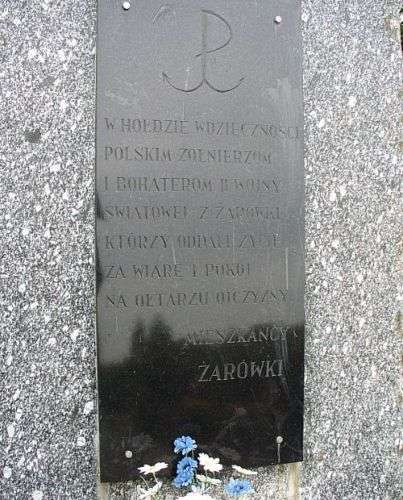 W HOŁDZIE WDZIĘCZNOŚCI
POLSKIM ŻOŁNIERZOM
I BOHATEROM II WOJNY
ŚWIATOWEJ Z ŻARÓWKI
KTÓRZY ODDALI ŻYCIE
ZA WIARĘ I POKÓJ
NA OŁTARZU OJCZYZNY
MIESZKAŃCY
ŻARÓWKI